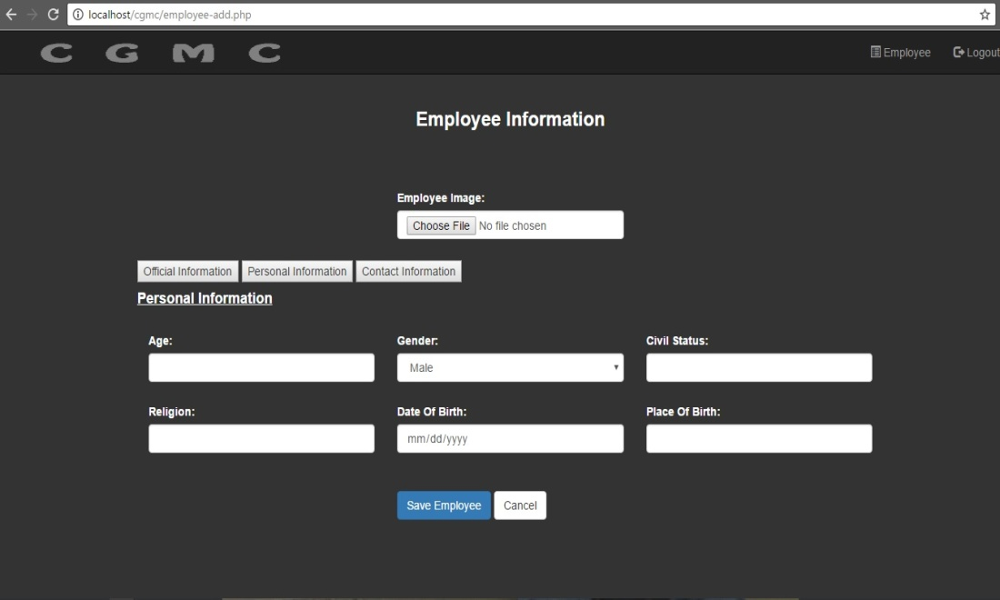 localhost/cgmc/employee-add.php
C G M C Employee Logout
Employee Information
Employee Image:
Choose File No file chosen
Official Information Personal Information Contact Information
Personal Information
Age: Gender: Civil Status:
Male
Religion: Date Of Birth: Place Of Birth:
mm/dd/yyyy
Save Employee Cancel